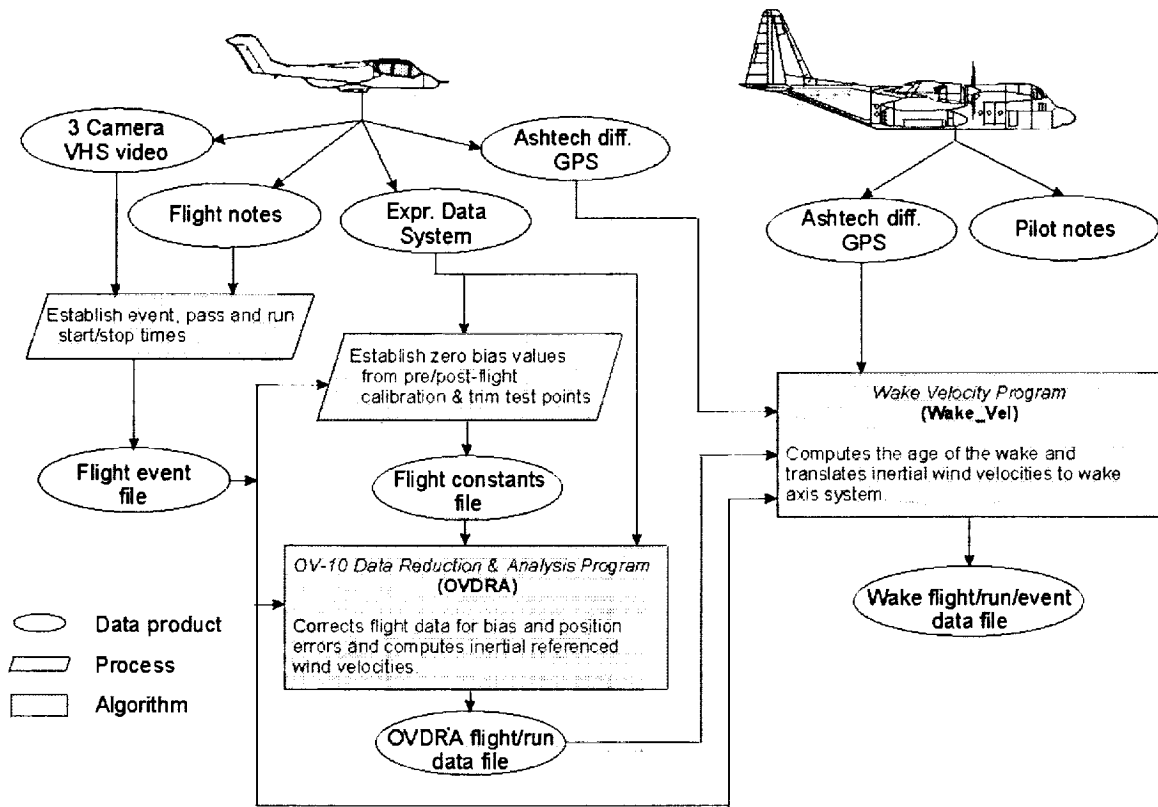 3 Camera
VHS video
Ashtech diff.
GPS
Flight notes
Expr. Data
System
Ashtech diff.
GPS
Pilot notes
Establish event, pass and run
start/stop times
Establish zero bias values
from pre/post-flight
calibration & trim test points
Wake Velocity Program
(Wake_Vel)
Computes the age of the wake and
translates inertial wind velocities to wake
axis system.
Flight event
file
Flight constants
file
OV-10 Data Reduction & Analysis Program
(OVDRA)
Corrects flight data for bias and position
errors and computes inertial referenced
wind velocities.
Wake flight/run/event
data file
Data product
Process
Algorithm
OVDRA flight/run
data file